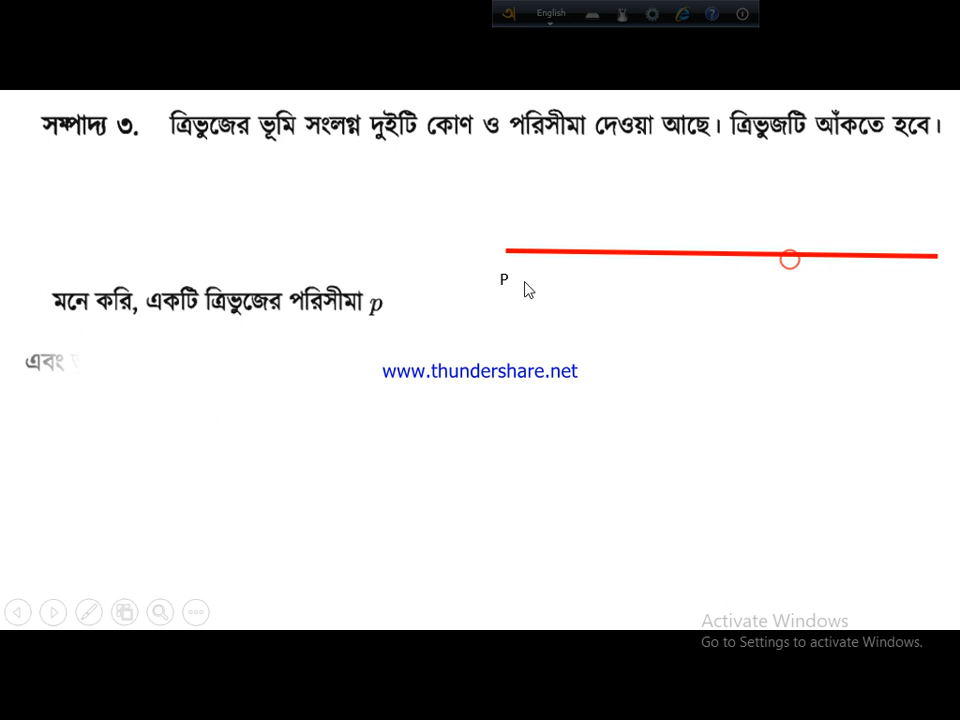 English
সম্পাদ্য ৩. ত্রিভুজের ভূমি সংলগ্ন দুইটি কোণ ও পরিসীমা দেওয়া আছে। ত্রিভুজটি আঁকতে হবে।
P
মনে করি, একটি ত্রিভুজের পরিসীমা p
এবং
www.thundershare.net
Activate Windows
Go to Settings to activate Windows.